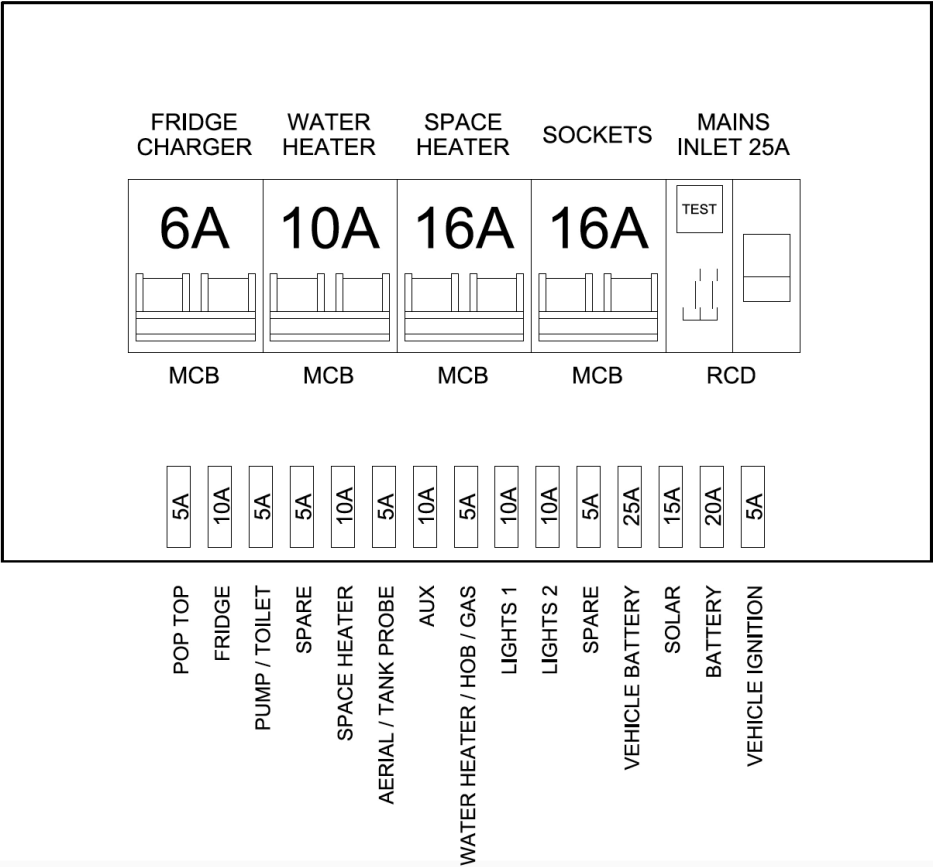 FRIDGE
CHARGER
WATER
HEATER
SPACE
HEATER
SOCKETS
MAINS
INLET 25A
6A
10A
16A
16A
TEST
MCB
MCB
MCB
MCB
RCD
5A
10A
5A
5A
10A
5A
10A
5A
10A
10A
5A
25A
15A
20A
5A
POP TOP
FRIDGE
PUMP / TOILET
SPARE
SPACE HEATER
AERIAL / TANK PROBE
AUX
WATER HEATER / HOB / GAS
LIGHTS 1
LIGHTS 2
SPARE
VEHICLE BATTERY
SOLAR
BATTERY
VEHICLE IGNITION